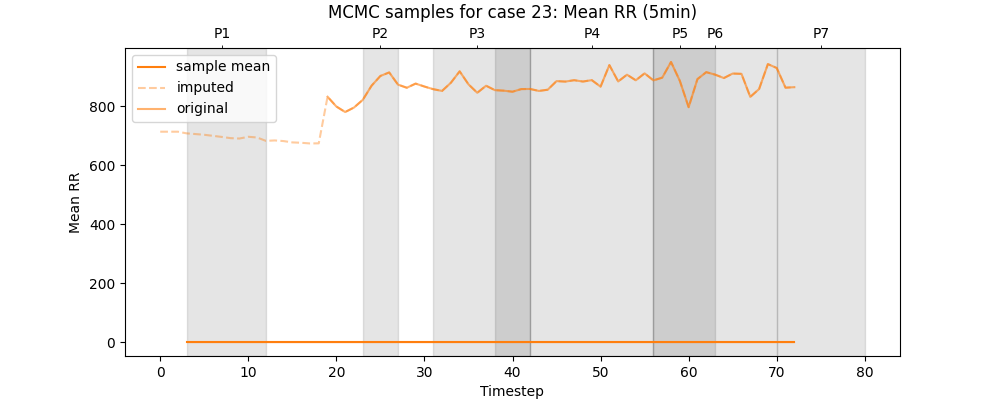 MCMC samples for case 23: Mean RR (5min)
P1 P2 P3 P4 P5 P6 P7
sample mean
imputed
original
800
600
400
200
0
Mean RR
0 10 20 30 40 50 60 70 80
Timestep